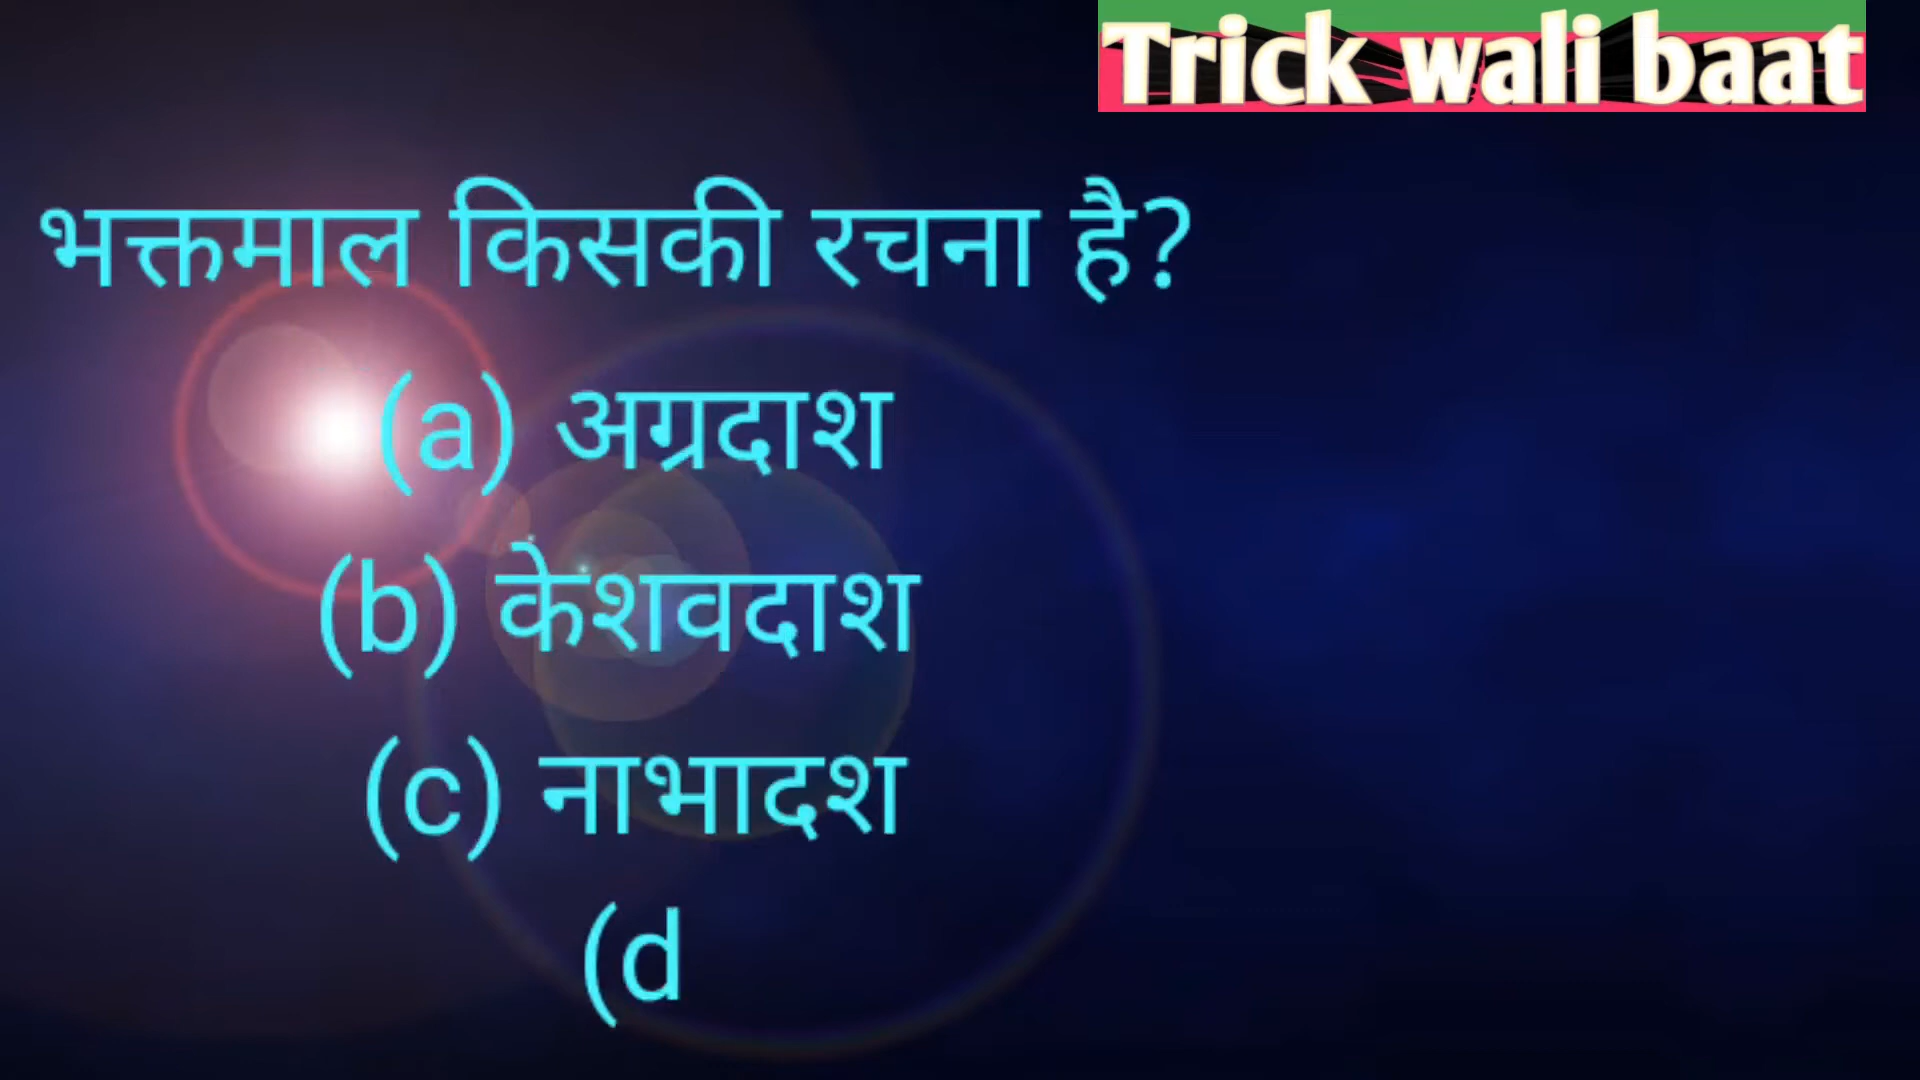 Trick wali baat
भक्तमाल किसकी रचना है?
(a) अग्रदाश
(b) केशवदाश
(c) नाभादश
(d